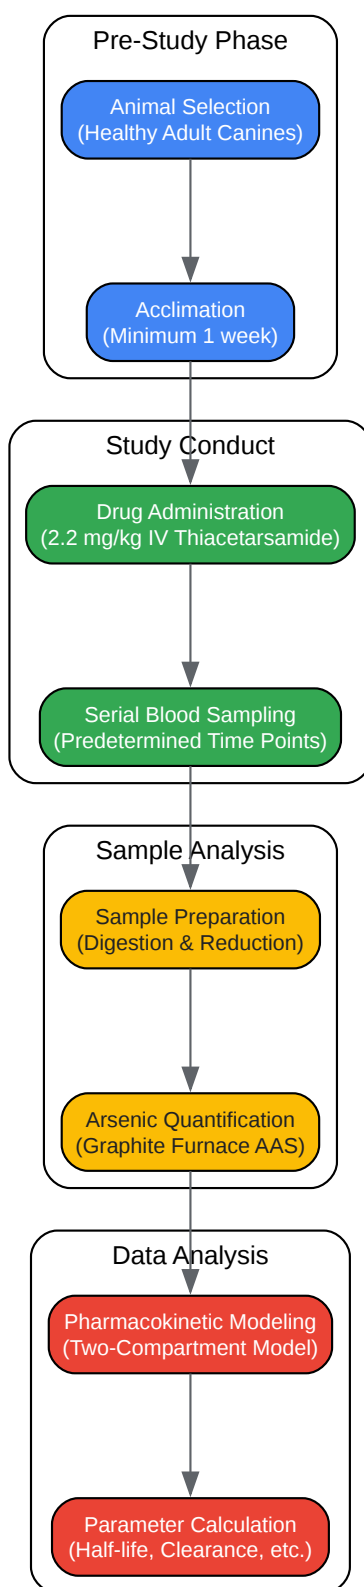 Pre-Study Phase
Animal Selection
(Healthy Adult Canines)
Acclimation
(Minimum 1 week)
Study Conduct
Drug Administration
(2.2 mg/kg IV Thiacetarsamide)
Serial Blood Sampling
(Predetermined Time Points)
Sample Analysis
Sample Preparation
(Digestion & Reduction)
Arsenic Quantification
(Graphite Furnace AAS)
Data Analysis
Pharmacokinetic Modeling
(Two-Compartment Model)
Parameter Calculation
(Half-life, Clearance, etc.)